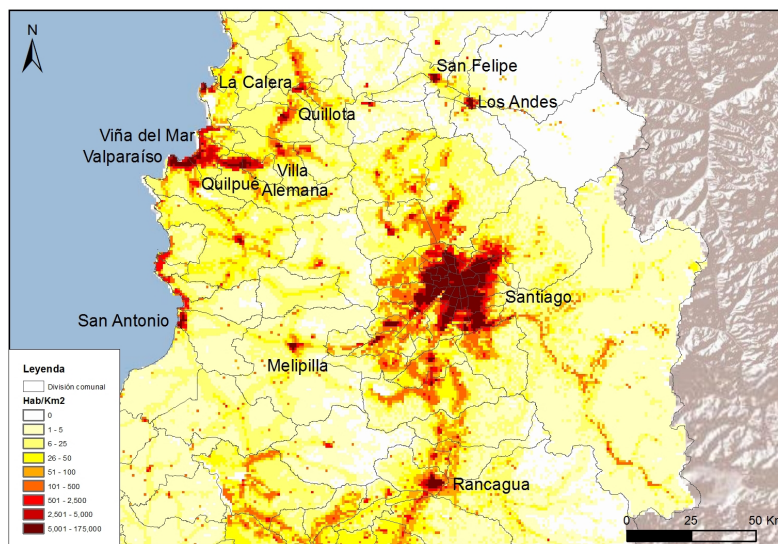 N
San Felipe
La Calera
Los Andes
Quillota
Viña del Mar
Valparaíso
Villa
Alemana
Quilpué
Santiago
San Antonio
Melipilla
Rancagua
Leyenda
División comunal
Hab/Km2
0
1 - 5
6 - 25
26 - 50
51 - 100
101 - 500
501 - 2,500
2,501 - 5,000
5,001 - 175,000
0 25 50 Km